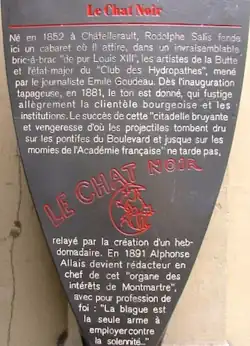 Le Chat Noir
Né en 1852 à Châtellerault, Rodolphe Salis fonde
ici un cabaret où il attire, dans un invraisemblable
bric-à-brac "de pur Louis XIII", les artistes de la Butte
et l'état-major du "Club des Hydropathes", mené
par le journaliste Emile Goudeau. Dès l'inauguration
tapageuse, en 1881, le ton est donné, qui fustige
allègrement la clientèle bourgeoise et les
institutions. Le succès de cette "citadelle bruyante
et vengeresse d'où les projectiles tombent dru
sur les pontifes du Boulevard et jusque sur les
momies de l'Académie française" ne tarde pas,
LE CHAT NOIR
relayé par la création d'un heb-
domadaire. En 1891 Alphonse
Allais devient rédacteur en
chef de cet "organe des
intérêts de Montmartre",
avec pour profession de
foi : "La blague est
la seule arme à
employer contre
la solennité..."